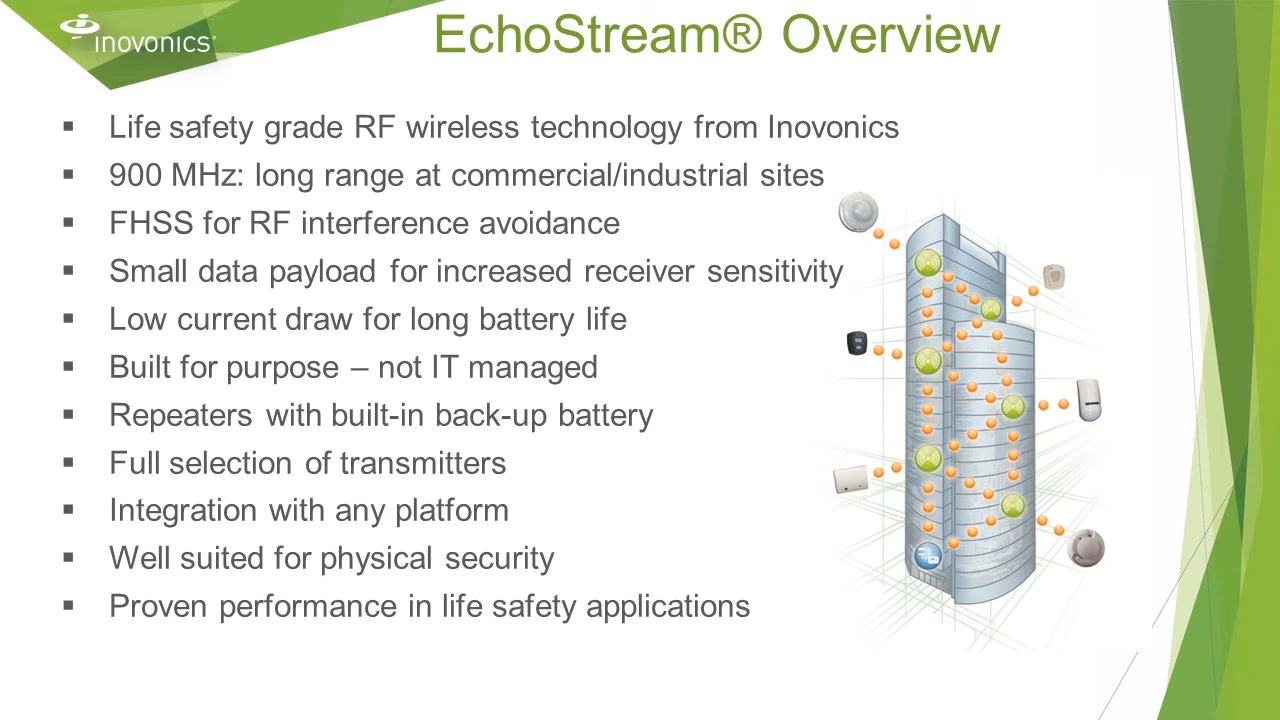 inovonics®
EchoStream® Overview
▪ Life safety grade RF wireless technology from Inovonics
▪ 900 MHz: long range at commercial/industrial sites
▪ FHSS for RF interference avoidance
▪ Small data payload for increased receiver sensitivity
▪ Low current draw for long battery life
▪ Built for purpose – not IT managed
▪ Repeaters with built-in back-up battery
▪ Full selection of transmitters
▪ Integration with any platform
▪ Well suited for physical security
▪ Proven performance in life safety applications